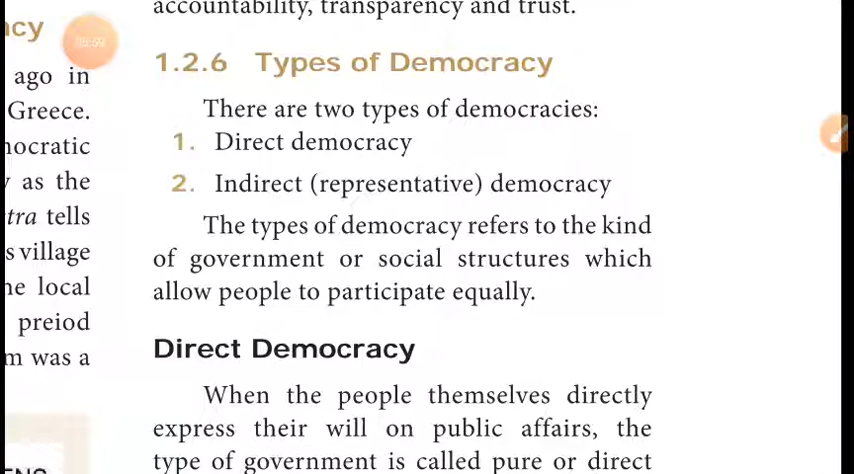 acy
ago in
Greece.
nocratic
as the
tra tells
s village
ne local
preiod
m was a
accountability, transparency and trust.
1.2.6 Types of Democracy
There are two types of democracies:
1. Direct democracy
2. Indirect (representative) democracy
The types of democracy refers to the kind
of government or social structures which
allow people to participate equally.
Direct Democracy
When the people themselves directly
express their will on public affairs, the
type of government is called pure or direct